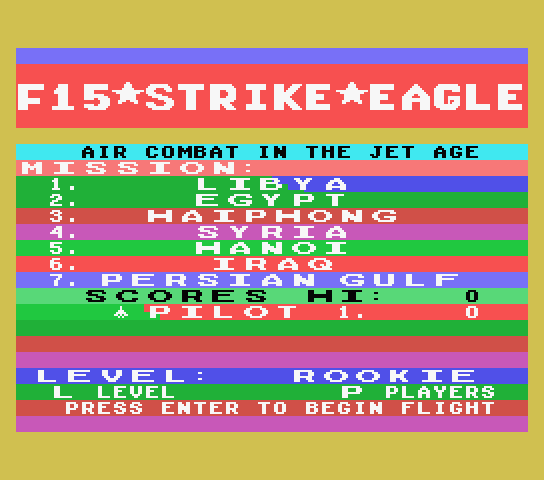 F15★STRIKE★EAGLE
AIR COMBAT IN THE JET AGE
MISSION:
1. LIBYA
2. EGYPT
3. HAIPHONG
4. SYRIA
5. HANOI
6. IRAQ
7. PERSIAN GULF
SCORES HI: 0
PILOT 1. 0
LEVEL: ROOKIE
L LEVEL P PLAYERS
PRESS ENTER TO BEGIN FLIGHT